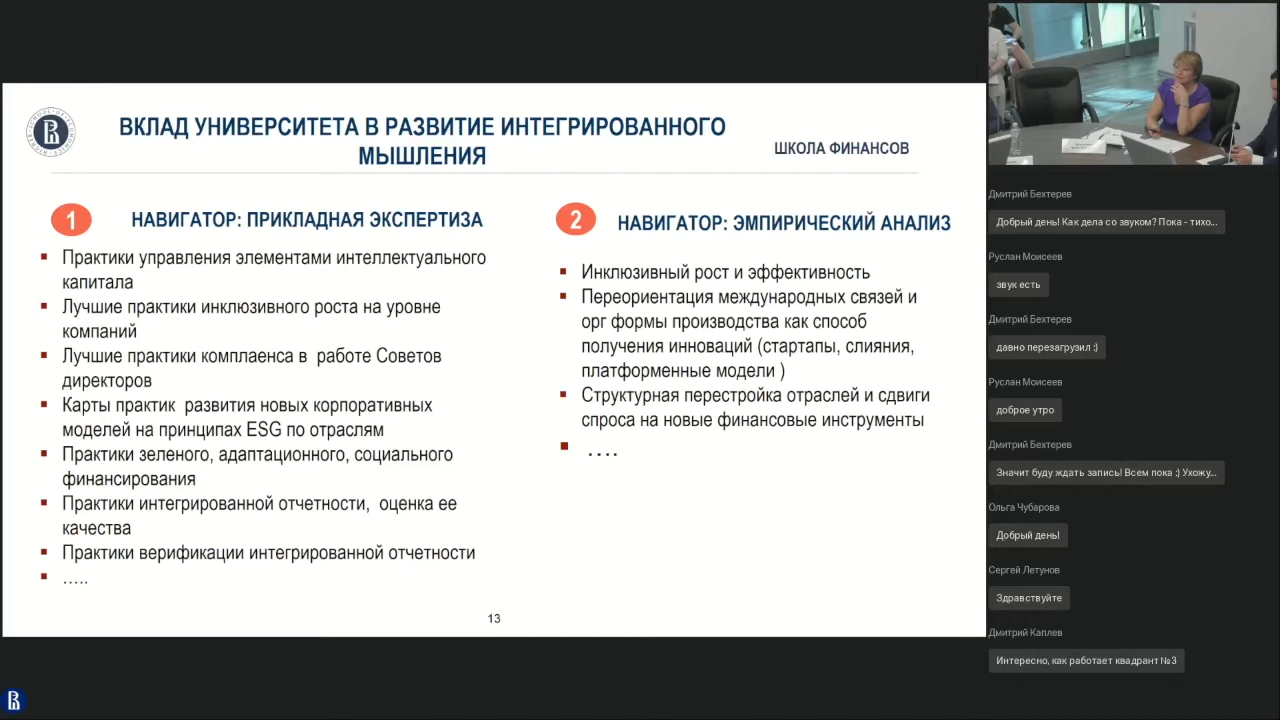 ВКЛАД УНИВЕРСИТЕТА В РАЗВИТИЕ ИНТЕГРИРОВАННОГО
МЫШЛЕНИЯ
ШКОЛА ФИНАНСОВ
1
НАВИГАТОР: ПРИКЛАДНАЯ ЭКСПЕРТИЗА
Практики управления элементами интеллектуального
капитала
Лучшие практики инклюзивного роста на уровне
компаний
Лучшие практики комплаенса в работе Советов
директоров
Карты практик развития новых корпоративных
моделей на принципах ESG по отраслям
Практики зеленого, адаптационного, социального
финансирования
Практики интегрированной отчетности, оценка ее
качества
Практики верификации интегрированной отчетности
…..
2
НАВИГАТОР: ЭМПИРИЧЕСКИЙ АНАЛИЗ
Инклюзивный рост и эффективность
Переориентация международных связей и
орг формы производства как способ
получения инноваций (стартапы, слияния,
платформенные модели )
Структурная перестройка отраслей и сдвиги
спроса на новые финансовые инструменты
….
13
Дмитрий Бехтерев
Добрый день! Как дела со звуком? Пока - тихо...
Руслан Моисеев
звук есть
Дмитрий Бехтерев
давно перезагрузил :)
Руслан Моисеев
доброе утро
Дмитрий Бехтерев
Значит буду ждать запись! Всем пока :) Ухожу...
Ольга Чубарова
Добрый день!
Сергей Летунов
Здравствуйте
Дмитрий Каплев
Интересно, как работает квадрант №3